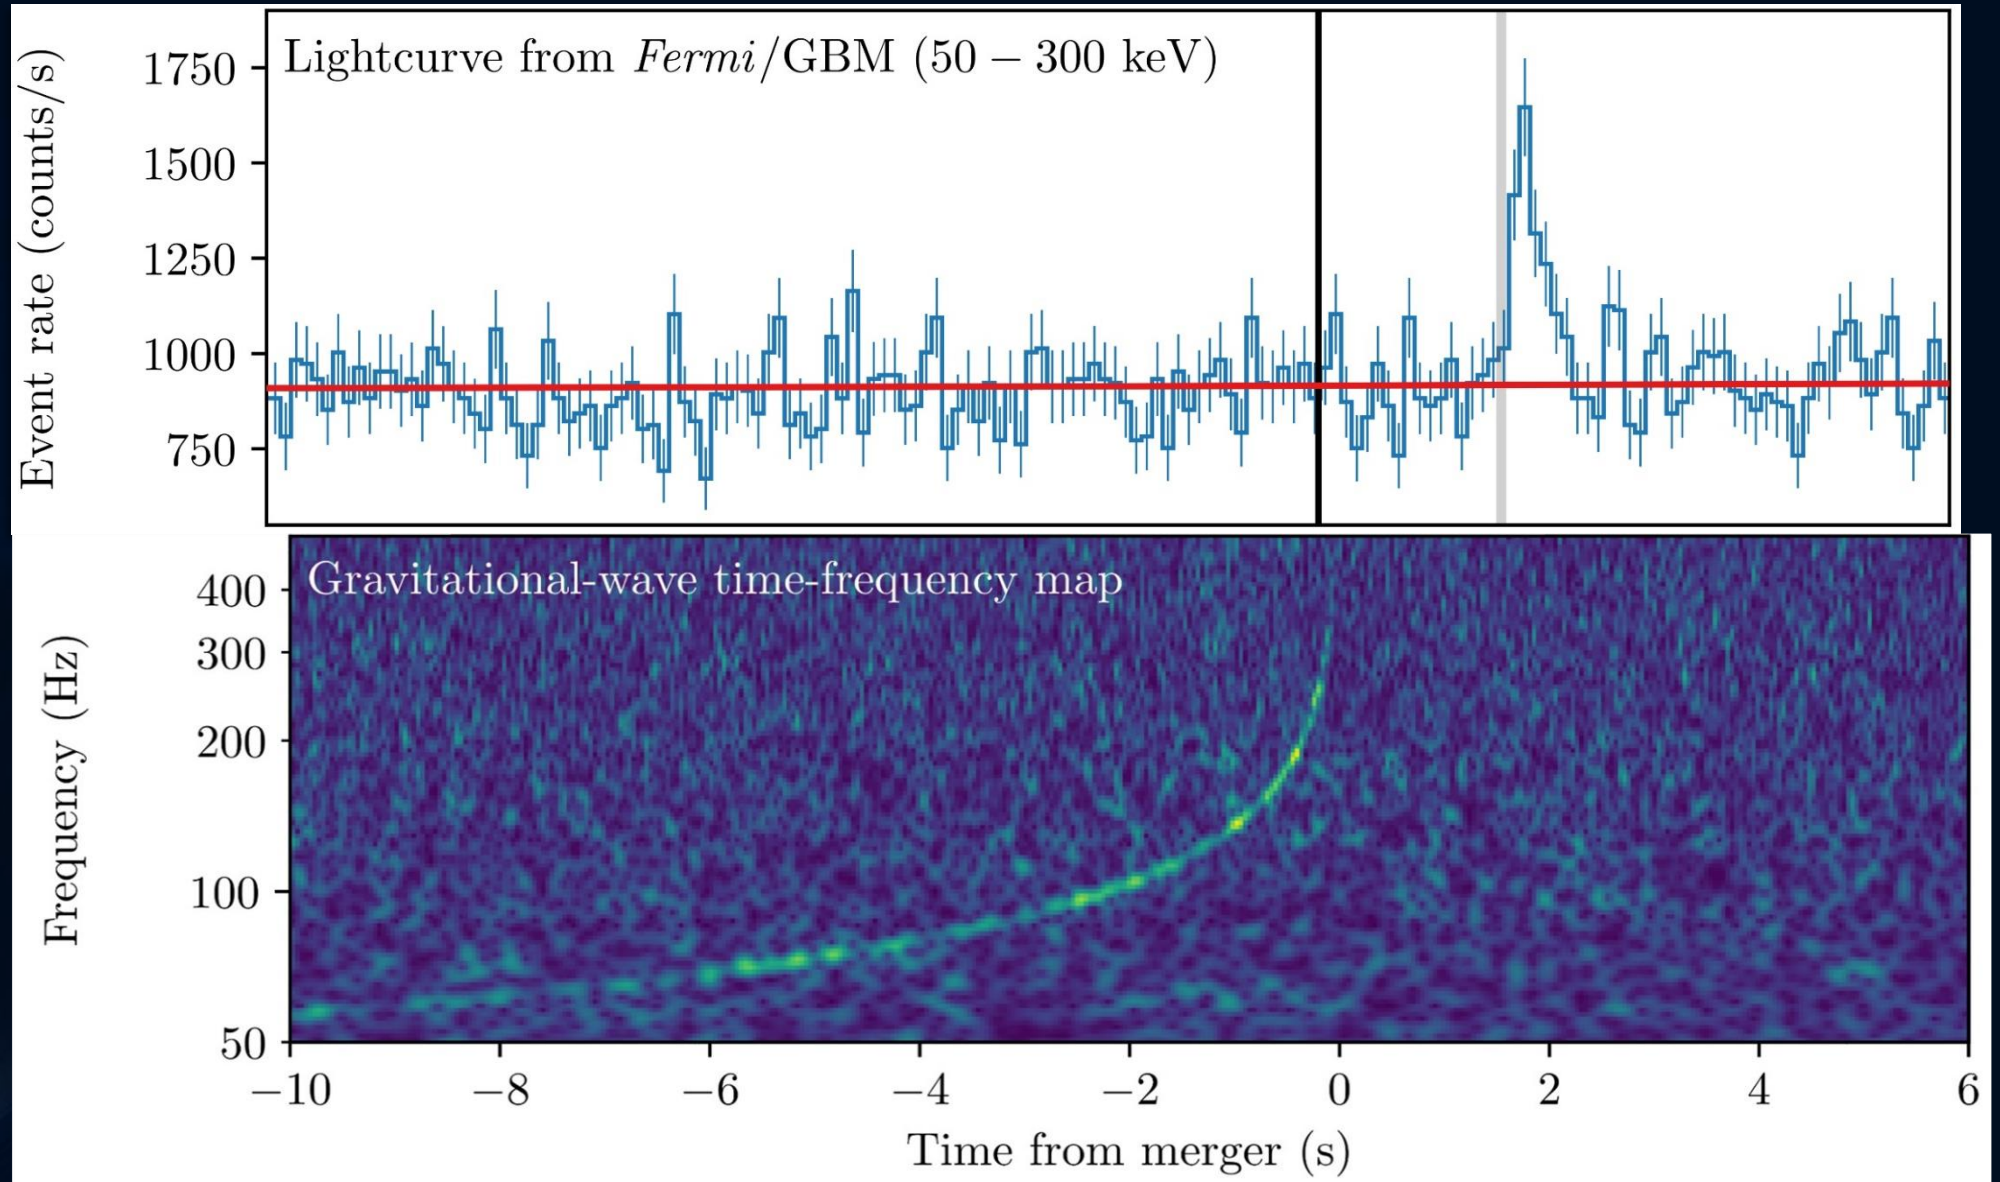 Lightcurve from Fermi/GBM (50 – 300 keV)
Event rate (counts/s)
1750
1500
1250
1000
750
Gravitational-wave time-frequency map
Frequency (Hz)
400
300
200
100
50
−10 −8 −6 −4 −2 0 2 4 6
Time from merger (s)